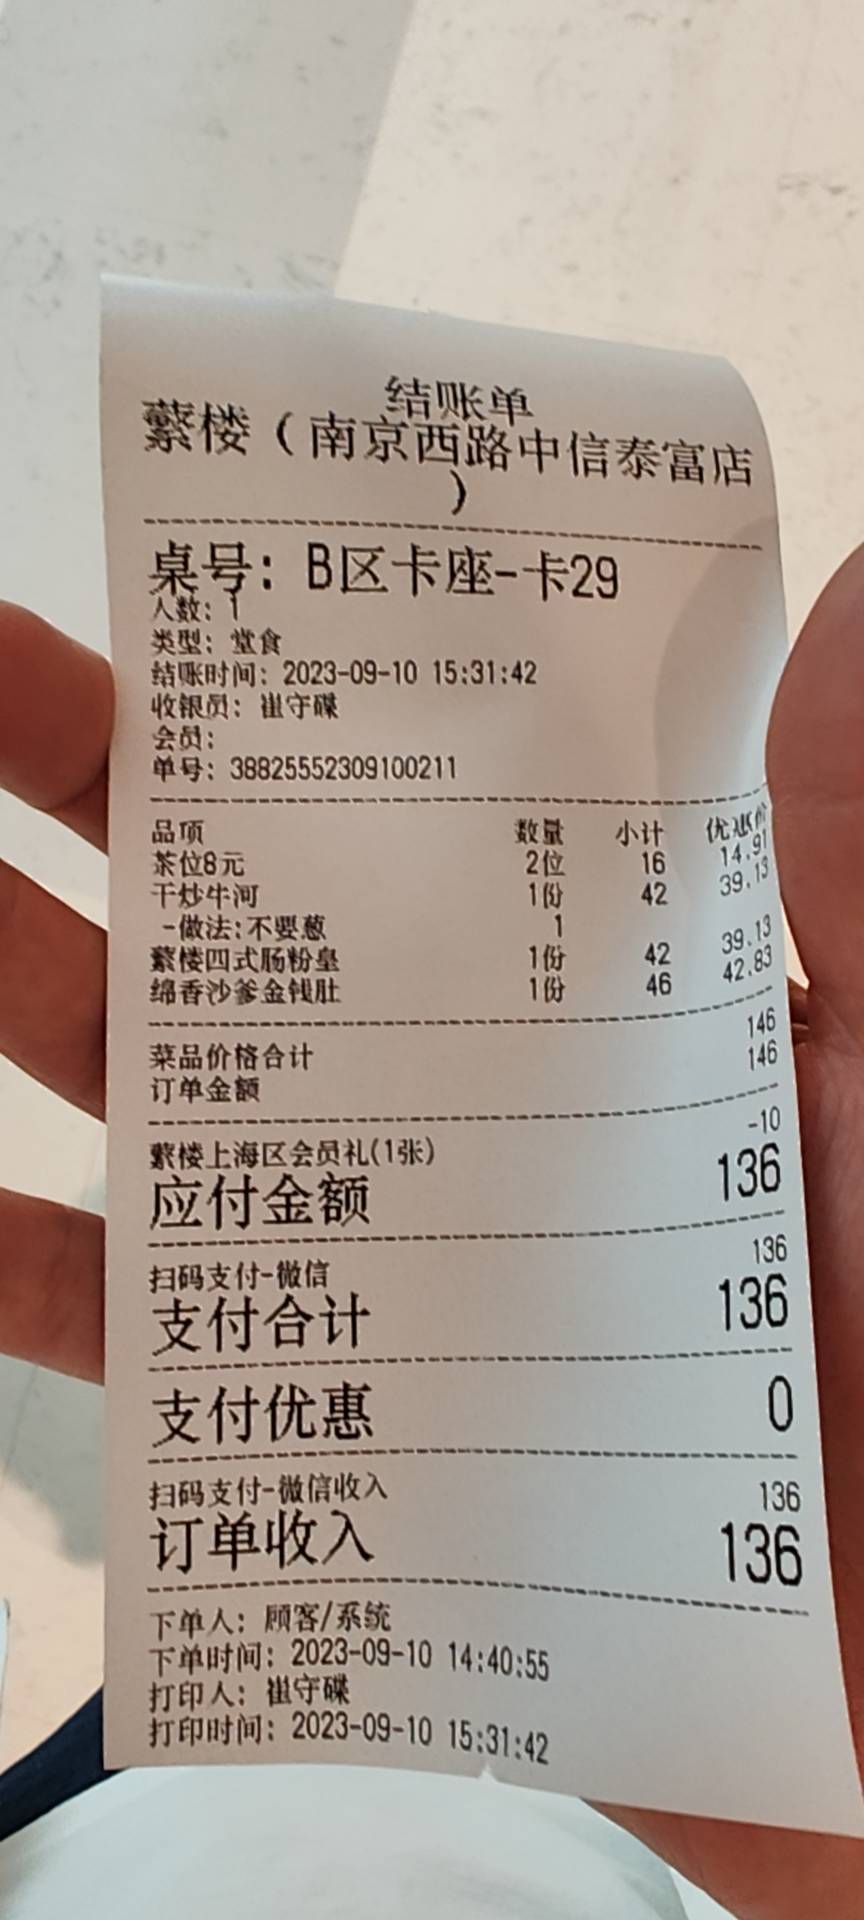 结账单
蘩楼（南京西路中信泰富店
）
桌号: B区卡座-卡29
人数: 1
类型: 堂食
结账时间: 2023-09-10 15:31:42
收银员: 崔守碟
会员:
单号: 388255552309100211
品项 数量 小计 优惠价
茶位8元 2位 16 14.91
干炒牛河 1份 42 39.13
-做法:不要葱 1
蘩楼四式肠粉皇 1份 42 39.13
绵香沙爹金钱肚 1份 46 42.83
菜品价格合计 146
订单金额 146
蘩楼上海区会员礼(1张) -10
应付金额 136
扫码支付-微信 136
支付合计 136
支付优惠 0
扫码支付-微信收入 136
订单收入 136
下单人: 顾客/系统
下单时间: 2023-09-10 14:40:55
打印人: 崔守碟
打印时间: 2023-09-10 15:31:42